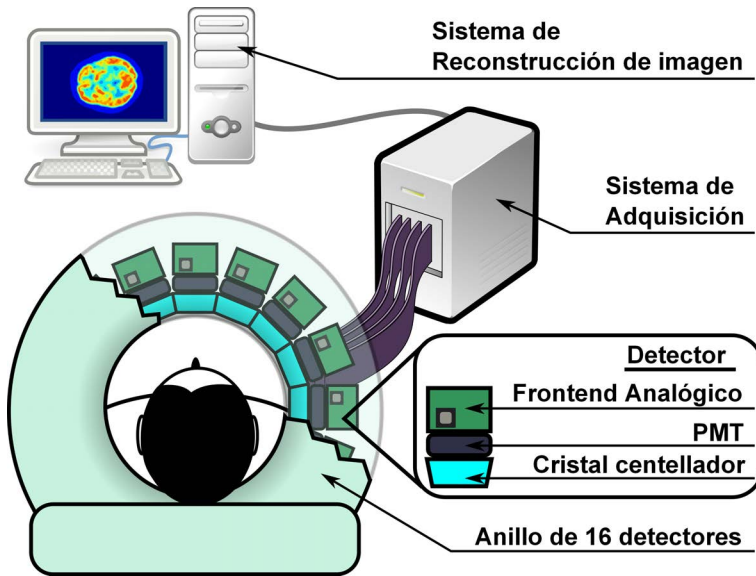 Sistema de
Reconstrucción de imagen
Sistema de
Adquisición
Detector
Frontend Analógico
PMT
Cristal centellador
Anillo de 16 detectores